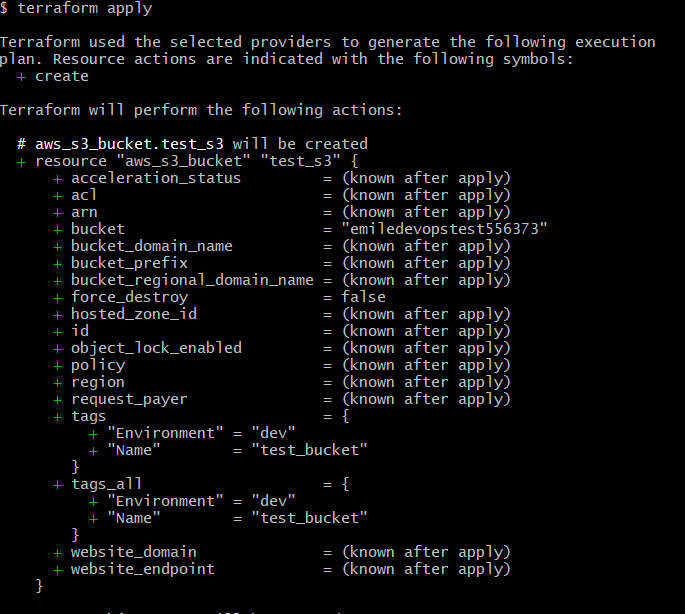 $ terraform apply
Terraform used the selected providers to generate the following execution
plan. Resource actions are indicated with the following symbols:
+ create
Terraform will perform the following actions:
# aws_s3_bucket.test_s3 will be created
+ resource "aws_s3_bucket" "test_s3" {
+ acceleration_status = (known after apply)
+ acl = (known after apply)
+ arn = (known after apply)
+ bucket = "emiledevopstest556373"
+ bucket_domain_name = (known after apply)
+ bucket_prefix = (known after apply)
+ bucket_regional_domain_name = (known after apply)
+ force_destroy = false
+ hosted_zone_id = (known after apply)
+ id = (known after apply)
+ object_lock_enabled = (known after apply)
+ policy = (known after apply)
+ region = (known after apply)
+ request_payer = (known after apply)
+ tags = {
+ "Environment" = "dev"
+ "Name" = "test_bucket"
}
+ tags_all = {
+ "Environment" = "dev"
+ "Name" = "test_bucket"
}
+ website_domain = (known after apply)
+ website_endpoint = (known after apply)
}